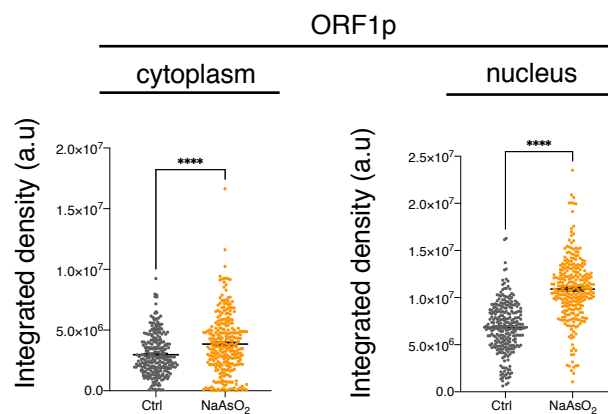 ORF1p
cytoplasm
nucleus
Integrated density (a.u)
2.0×10⁷
1.5×10⁷
1.0×10⁷
5.0×10⁶
0.0
****
Ctrl
NaAsO₂
Integrated density (a.u)
2.5×10⁷
2.0×10⁷
1.5×10⁷
1.0×10⁷
5.0×10⁶
0.0
****
Ctrl
NaAsO₂